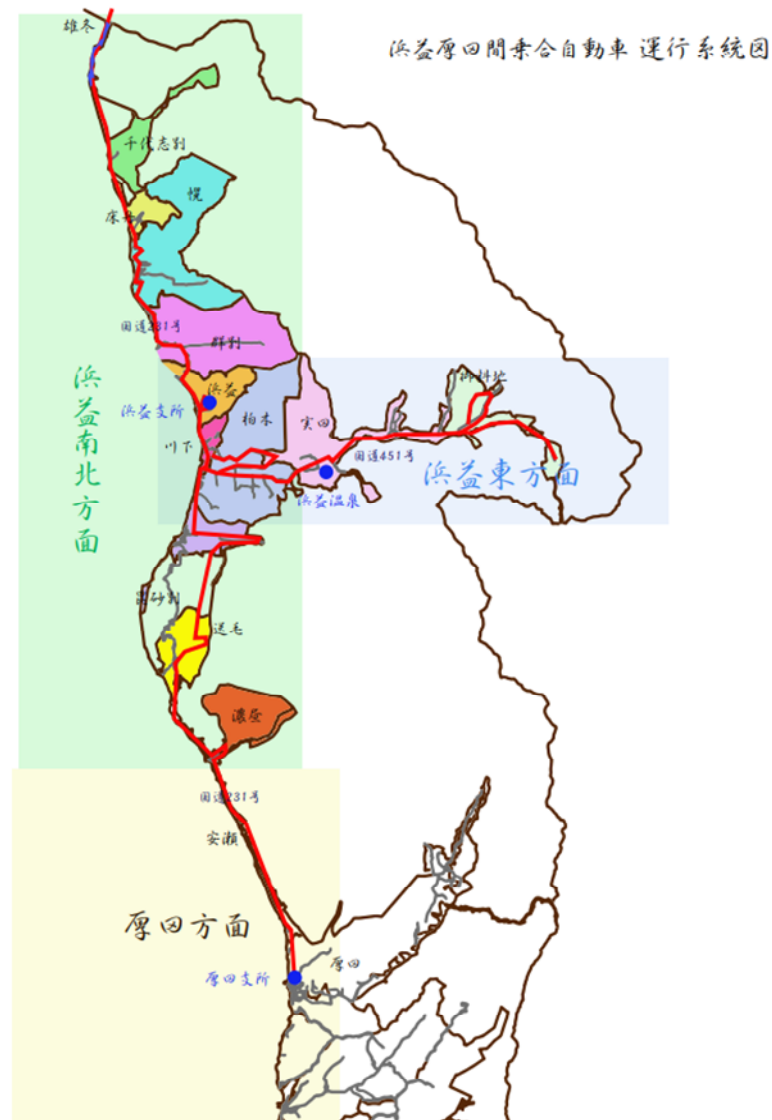 浜益厚田間乗合自動車 運行系統図
雄冬
千代志別
幌
床丹
国道231号
群別
浜益
浜益支所
柏木
実田
御料地
川下
国道451号
浜益東方面
浜益温泉
浜益南北方面
昆砂別
送毛
濃昼
国道231号
安瀬
厚田方面
厚田
厚田支所